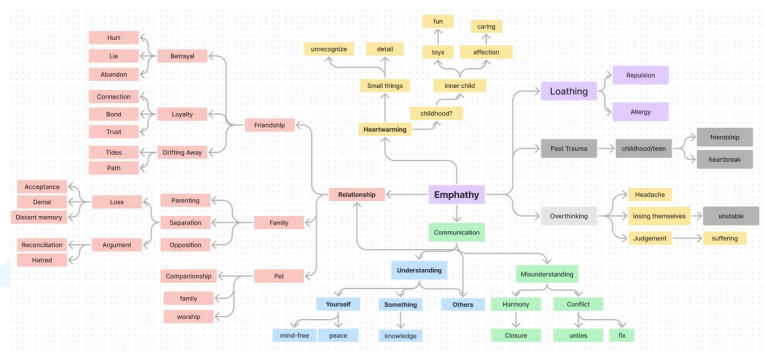 fun
caring
Hurt
unrecognize
detail
toys
affection
Lie
Betrayal
Repulsion
Abandon
Small things
inner child
Loathing
Connection
Allergy
Bond
Loyalty
childhood?
Trust
Friendship
Heartwarming
friendship
Tides
Drifting Away
Past Trauma
childhood/teen
heartbreak
Path
Acceptance
Relationship
Emphathy
Headache
Denial
Loss
Parenting
Distant memory
Separation
Family
Overthinking
losing themselves
unstable
Communication
Reconciliation
Argument
Opposition
Judgement
suffering
Hatred
Understanding
Misunderstanding
Companionship
Pet
family
Yourself
Something
Others
Harmony
Conflict
worship
mind-free
peace
knowledge
Closure
unties
fix